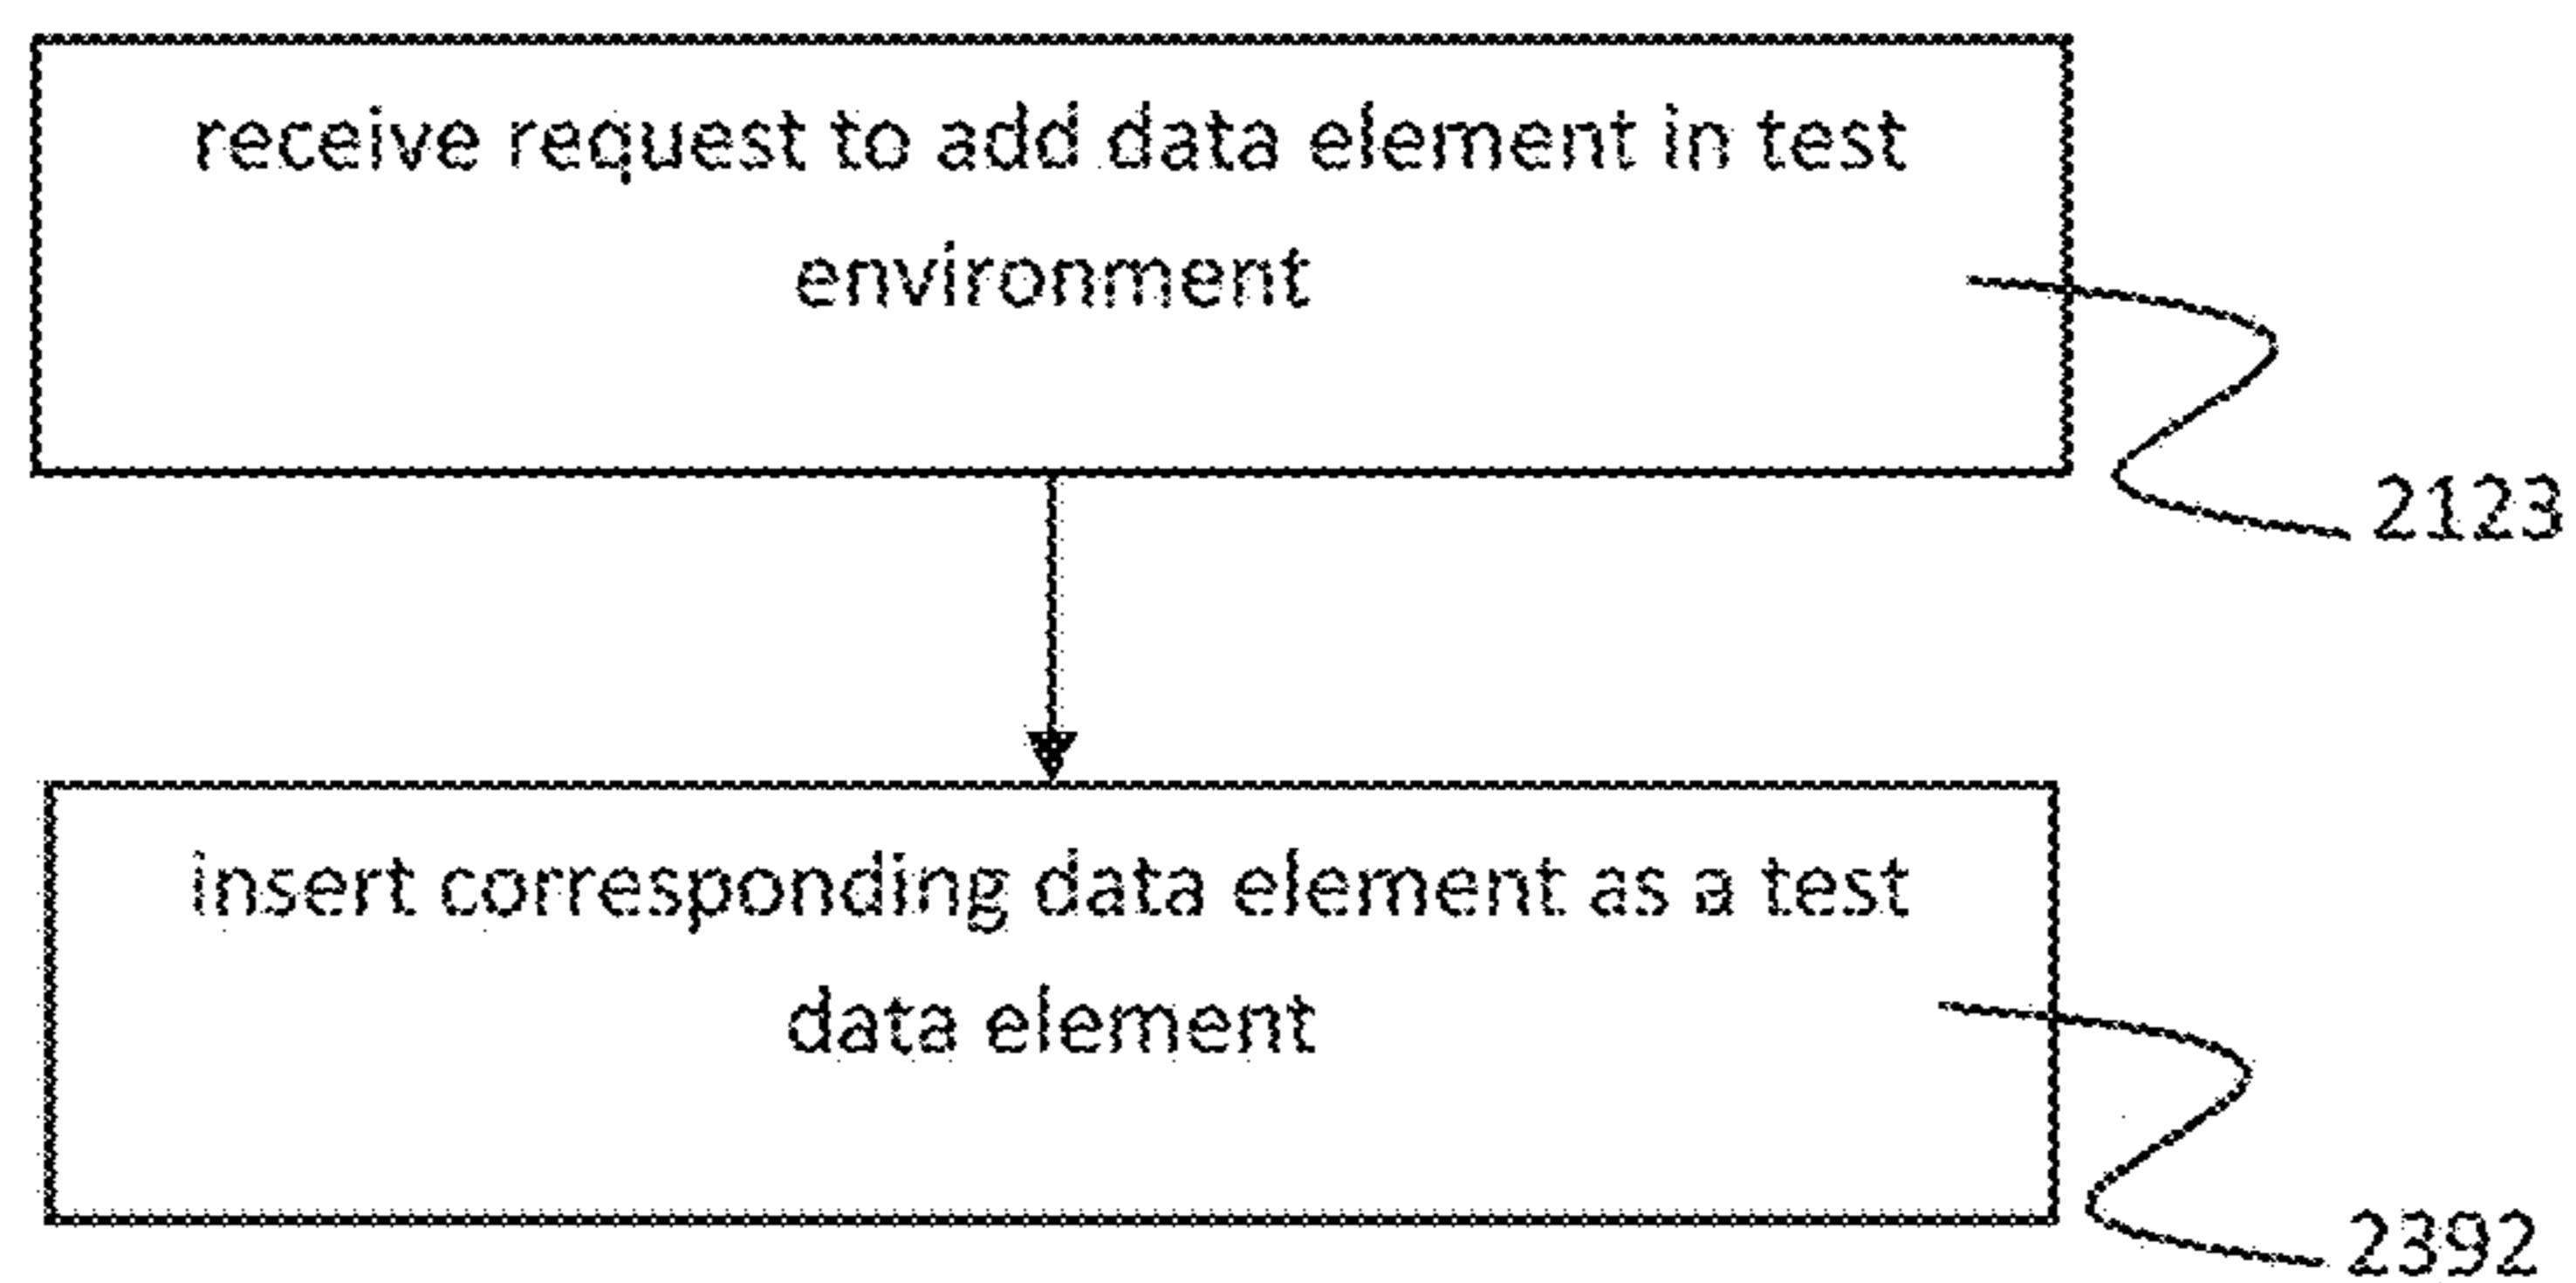 receive request to add data element in test
environment
2123
insert corresponding data element as a test
data element
2392